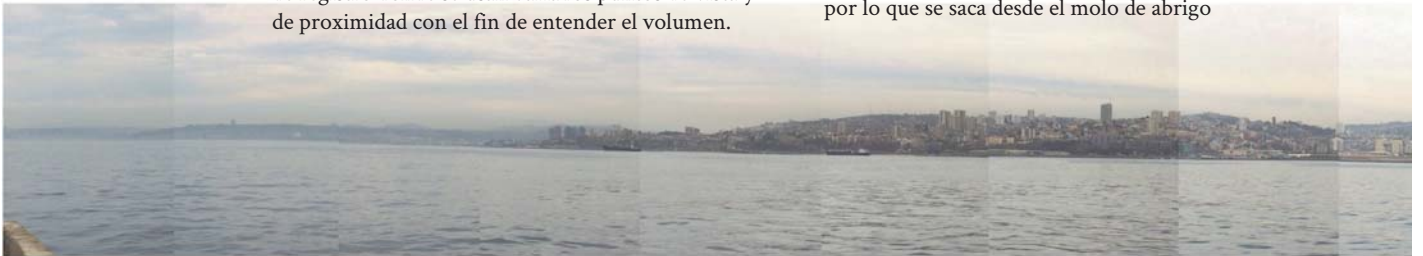 de proximidad con el fin de entender el volumen.
por lo que se saca desde el molo de abrigo